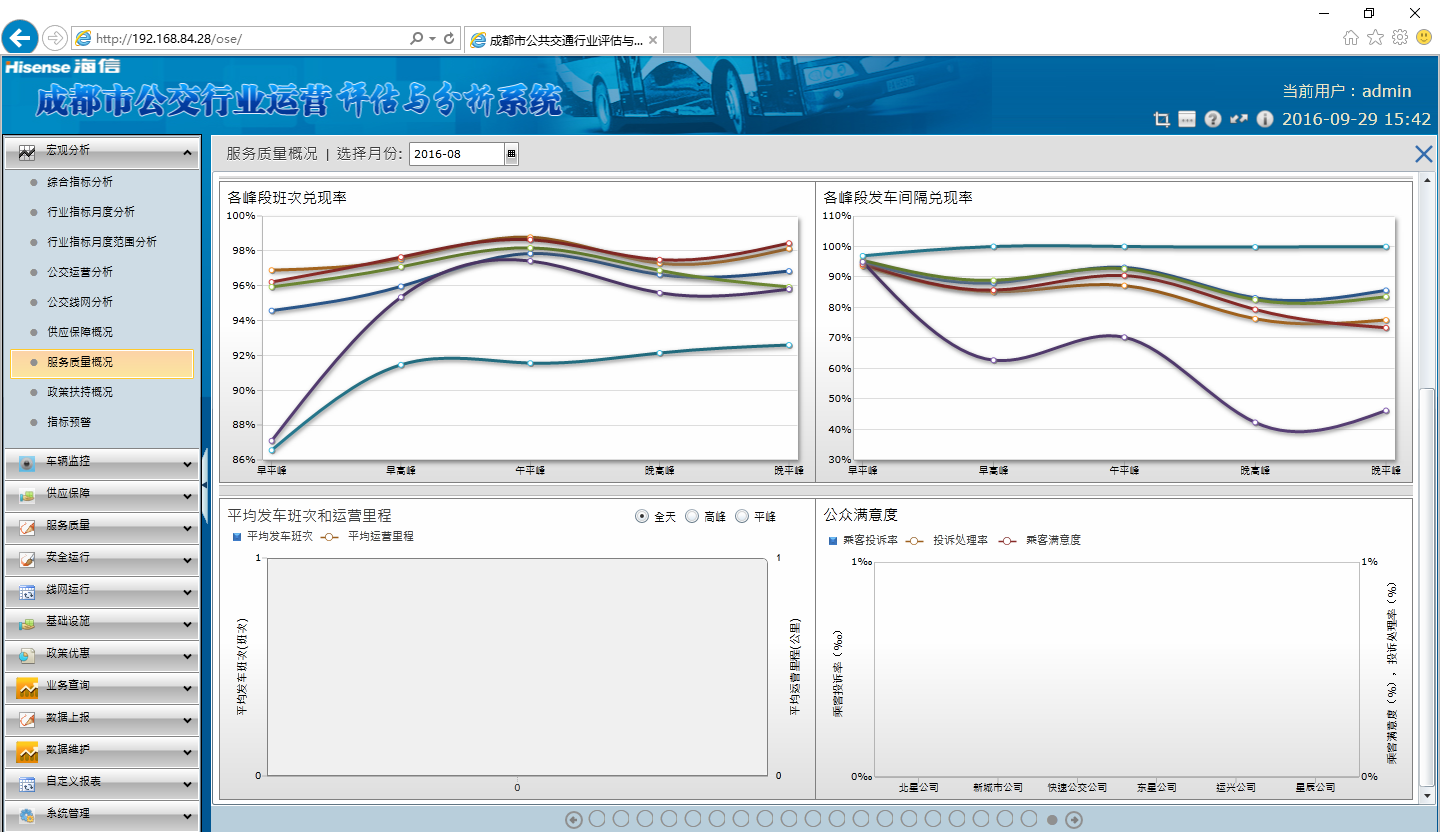 http://192.168.84.28/ose/
成都市公共交通行业评估与...
Hisense 海信
成都市公交行业运营评估与分析系统
当前用户：admin
2016-09-29 15:42
宏观分析
综合指标分析
行业指标月度分析
行业指标月度范围分析
公交运营分析
公交线网分析
供应保障概况
服务质量概况
政策扶持概况
指标预警
车辆监控
供应保障
服务质量
安全运行
线网运行
基础设施
政策优惠
业务查询
数据上报
数据维护
自定义报表
系统管理
服务质量概况 | 选择月份: 2016-08
各峰段班次兑现率
100%
98%
96%
94%
92%
90%
88%
86%
早平峰 早高峰 午平峰 晚高峰 晚平峰
各峰段发车间隔兑现率
110%
100%
90%
80%
70%
60%
50%
40%
30%
早平峰 早高峰 午平峰 晚高峰 晚平峰
平均发车班次和运营里程
全天 高峰 平峰
平均发车班次 平均运营里程
1 1
平均发车班次(班次)
平均运营里程(公里)
0 0
0
公众满意度
乘客投诉率 投诉处理率 乘客满意度
1‰ 1%
乘客投诉率（‰）
乘客满意度（%），投诉处理率（%）
0‰ 0%
北星公司 新城市公司 快速公交公司 东星公司 运兴公司 星辰公司